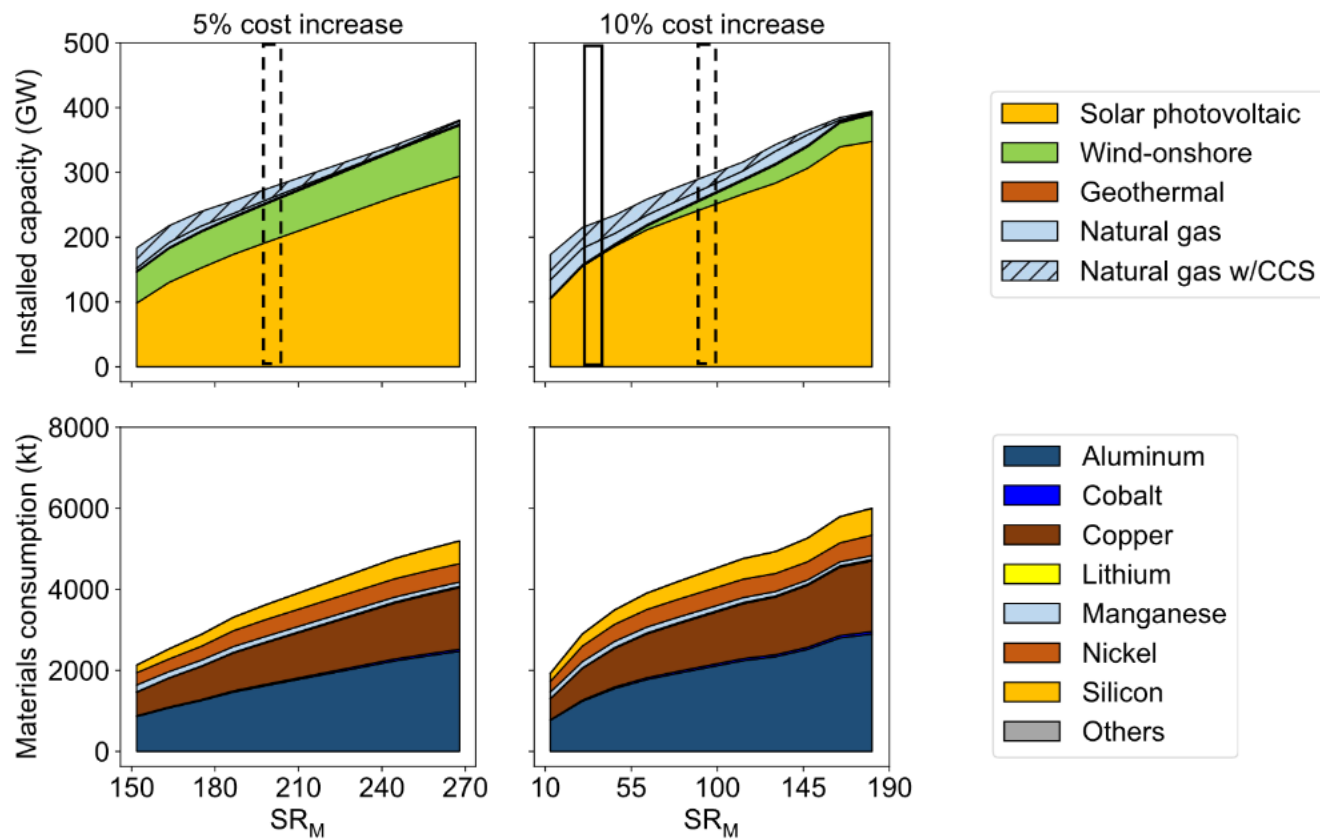 5% cost increase
10% cost increase
Installed capacity (GW)
500
400
300
200
100
0
Solar photovoltaic
Wind-onshore
Geothermal
Natural gas
Natural gas w/CCS
Materials consumption (kt)
8000
6000
4000
2000
0
150 180 210 240 270
SR_M
10 55 100 145 190
SR_M
Aluminum
Cobalt
Copper
Lithium
Manganese
Nickel
Silicon
Others